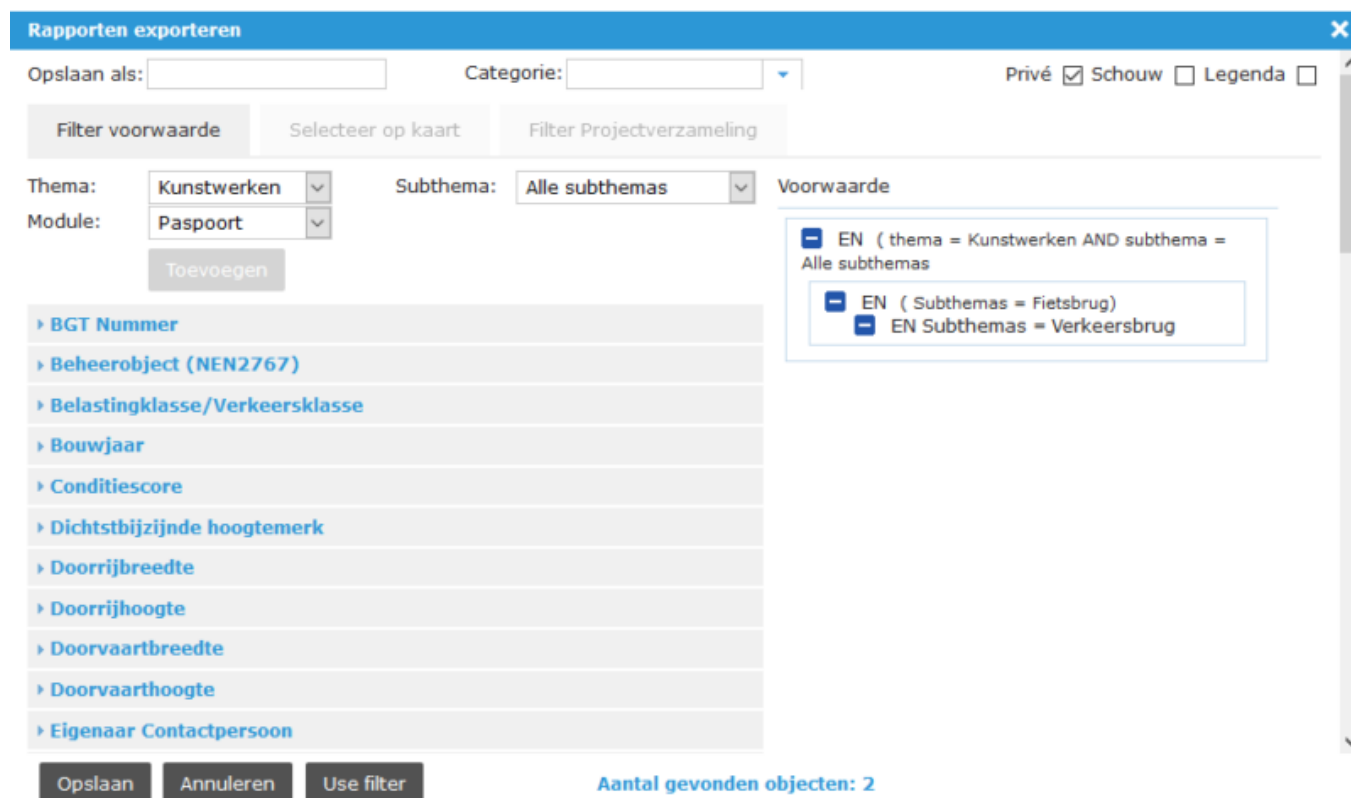 Rapporten exporteren
Opslaan als: Categorie: Privé Schouw Legenda
Filter voorwaarde Selecteer op kaart Filter Projectverzameling
Thema: Kunstwerken Subthema: Alle subthemas
Module: Paspoort
Toevoegen
BGT Nummer
Beheerobject (NEN2767)
Belastingklasse/Verkeersklasse
Bouwjaar
Conditiescore
Dichtstbijzijnde hoogtemerk
Doorrijbreedte
Doorrijhoogte
Doorvaartbreedte
Doorvaarthoogte
Eigenaar Contactpersoon
Voorwaarde
EN ( thema = Kunstwerken AND subthema =
Alle subthemas
EN ( Subthemas = Fietsbrug)
EN Subthemas = Verkeersbrug
Opslaan Annuleren Use filter Aantal gevonden objecten: 2